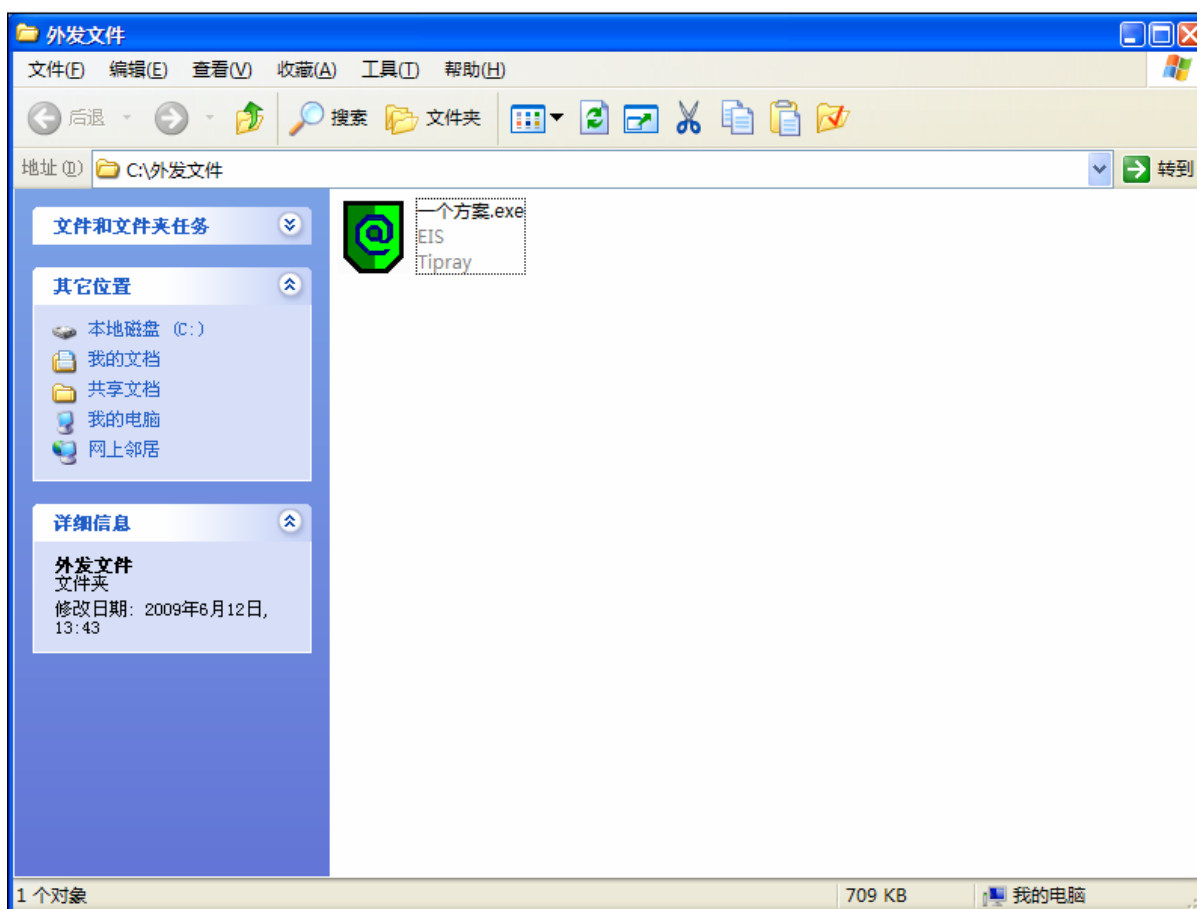 外发文件
文件(F) 编辑(E) 查看(V) 收藏(A) 工具(T) 帮助(H)
后退 搜索 文件夹
地址(D) C:\外发文件 转到
文件和文件夹任务
其它位置
本地磁盘 (C:)
我的文档
共享文档
我的电脑
网上邻居
详细信息
外发文件
文件夹
修改日期: 2009年6月12日,
13:43
一个方案.exe
EIS
Tipray
1 个对象 709 KB 我的电脑